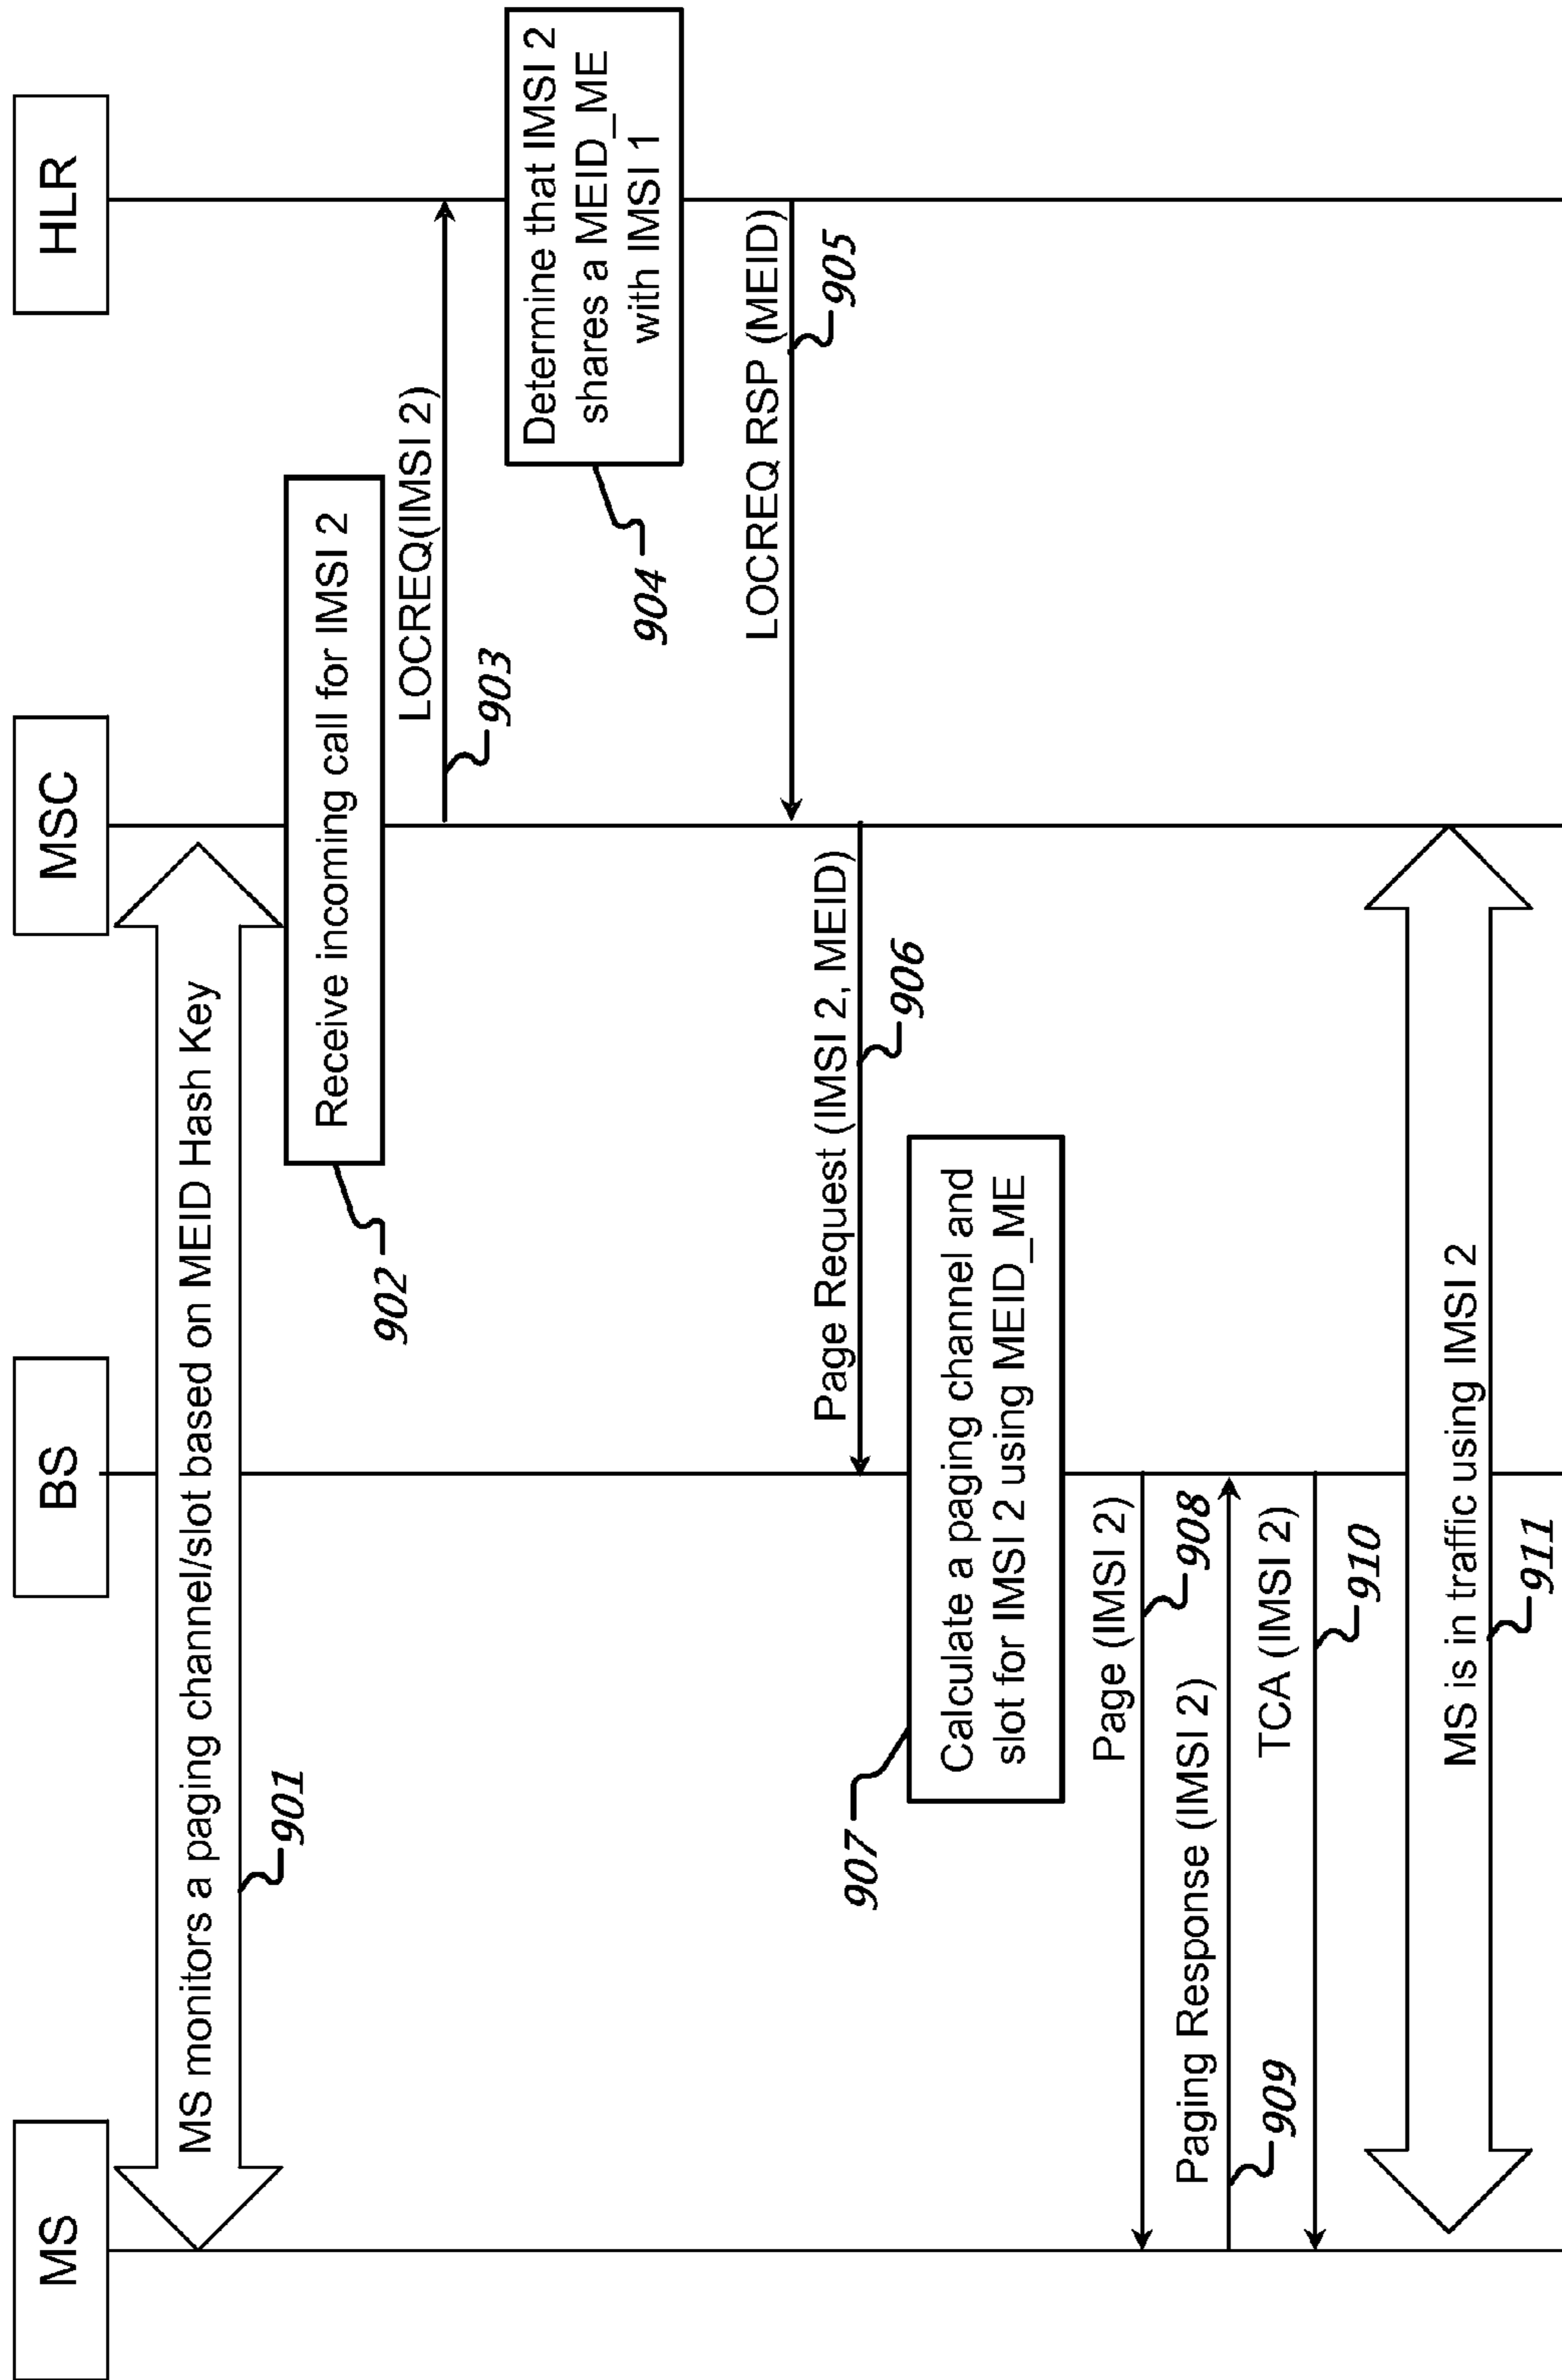 MS
BS
MSC
HLR
MS monitors a paging channel/slot based on MEID Hash Key
901
Receive incoming call for IMSI 2
902
LOCREQ(IMSI 2)
903
Determine that IMSI 2
shares a MEID_ME
with IMSI 1
904
LOCREQ RSP (MEID)
905
Page Request (IMSI 2, MEID)
906
Calculate a paging channel and
slot for IMSI 2 using MEID_ME
907
Page (IMSI 2)
908
Paging Response (IMSI 2)
909
TCA (IMSI 2)
910
MS is in traffic using IMSI 2
911